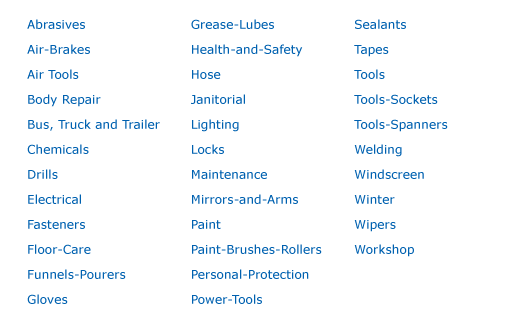 Abrasives
Air-Brakes
Air Tools
Body Repair
Bus, Truck and Trailer
Chemicals
Drills
Electrical
Fasteners
Floor-Care
Funnels-Pourers
Gloves
Grease-Lubes
Health-and-Safety
Hose
Janitorial
Lighting
Locks
Maintenance
Mirrors-and-Arms
Paint
Paint-Brushes-Rollers
Personal-Protection
Power-Tools
Sealants
Tapes
Tools
Tools-Sockets
Tools-Spanners
Welding
Windscreen
Winter
Wipers
Workshop